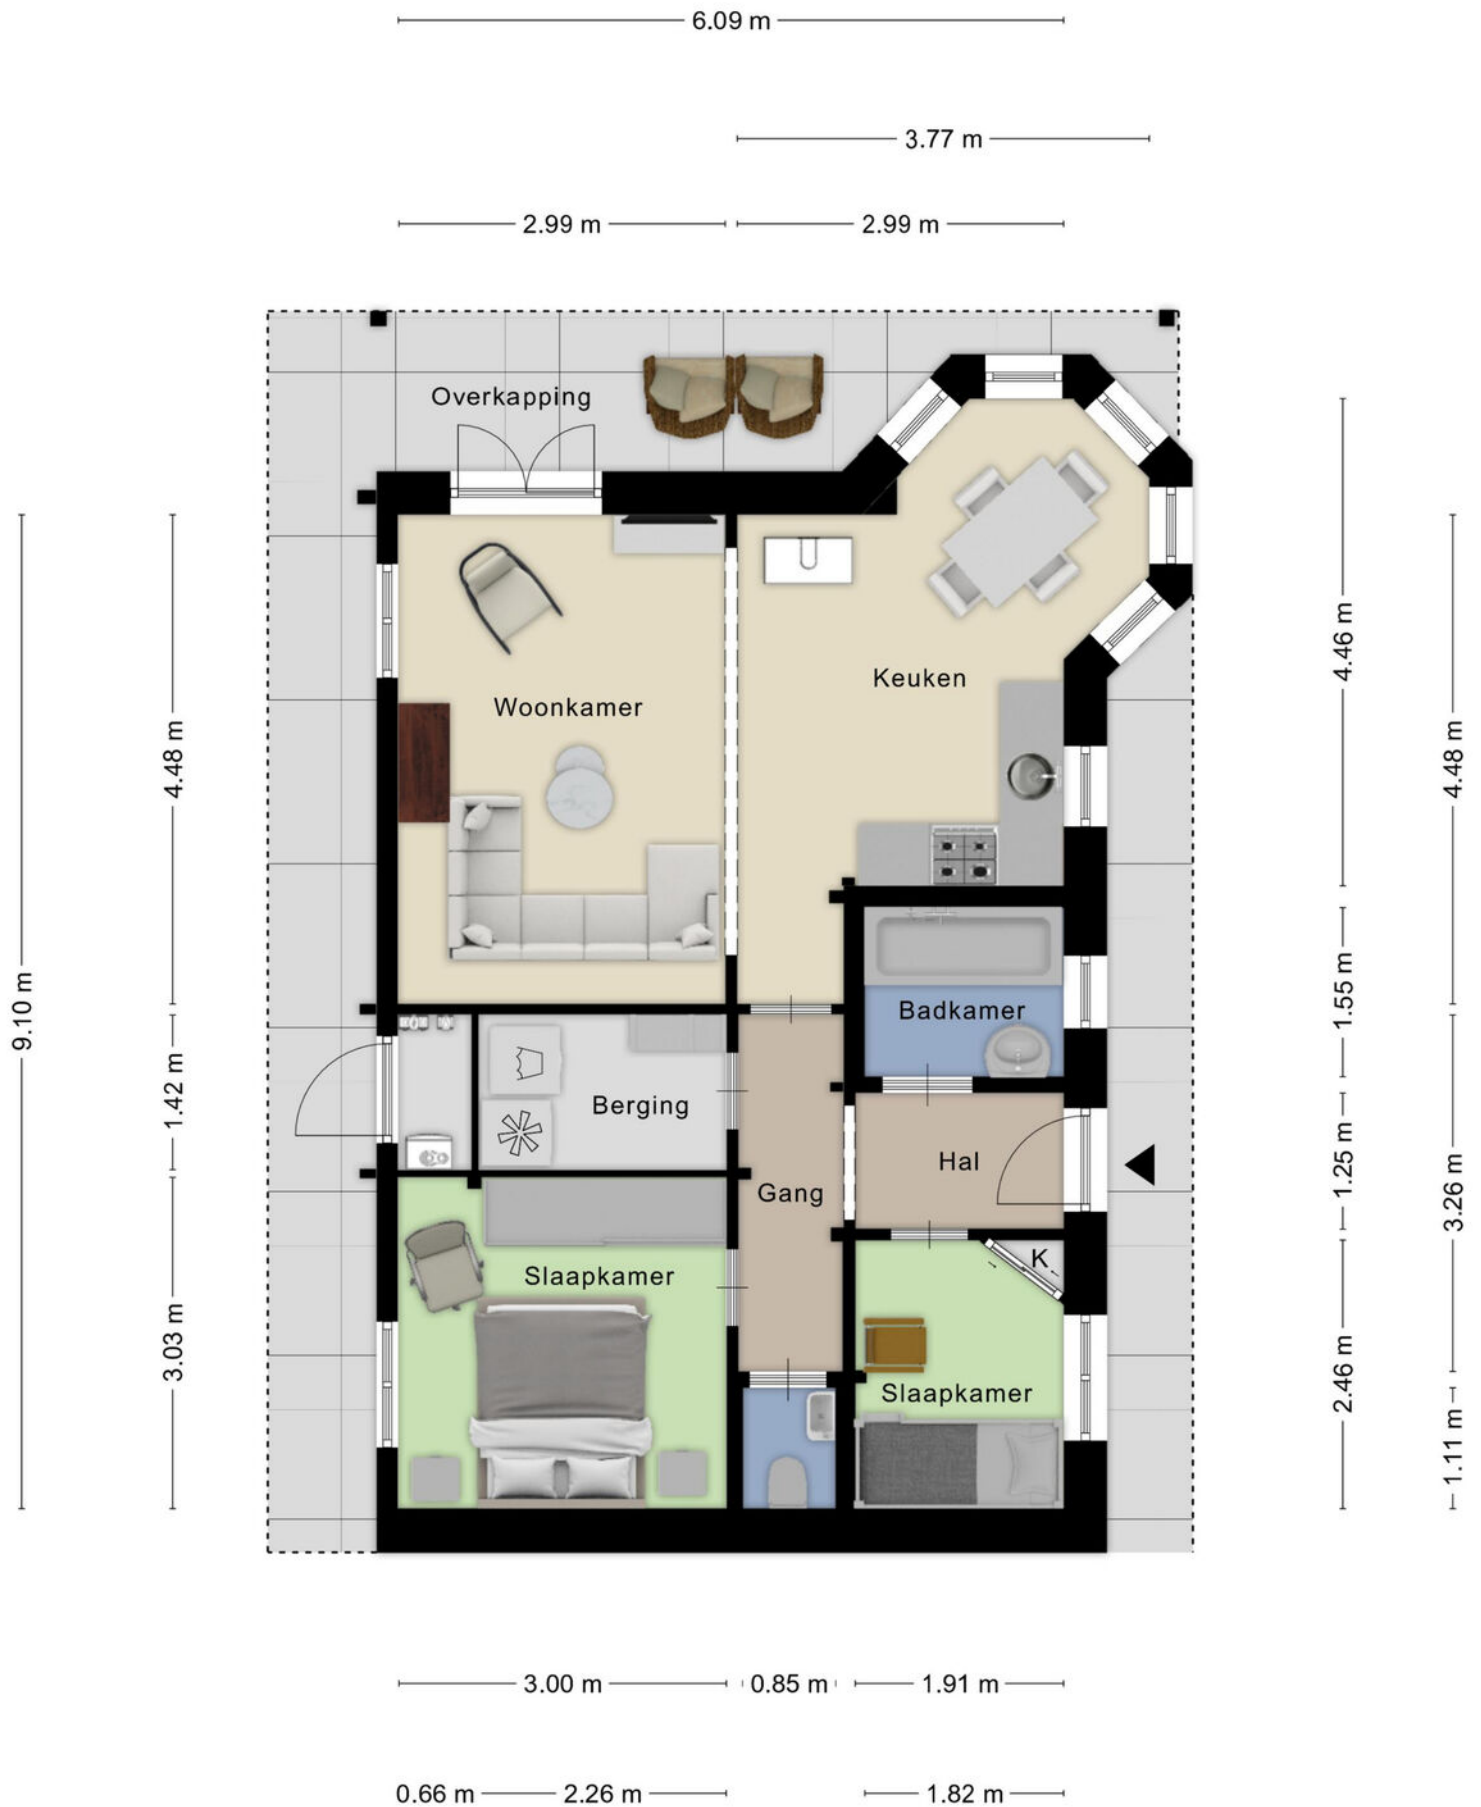 6.09 m
3.77 m
2.99 m
2.99 m
Overkapping
Keuken
Woonkamer
4.46 m
4.48 m
4.48 m
9.10 m
Badkamer
1.55 m
1.42 m
Berging
Hal
1.25 m
Gang
3.26 m
K
Slaapkamer
3.03 m
Slaapkamer
2.46 m
1.11 m
3.00 m
0.85 m
1.91 m
0.66 m
2.26 m
1.82 m